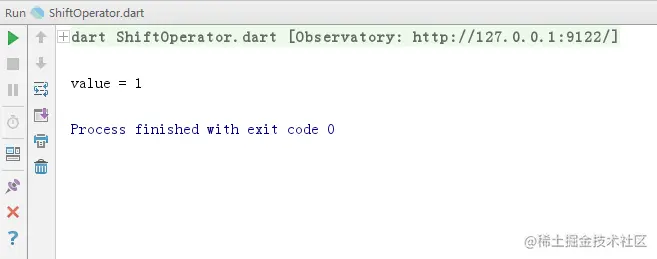 Run ShiftOperator.dart
dart ShiftOperator.dart [Observatory: http://127.0.0.1:9122/]
value = 1
Process finished with exit code 0
@稀土掘金技术社区